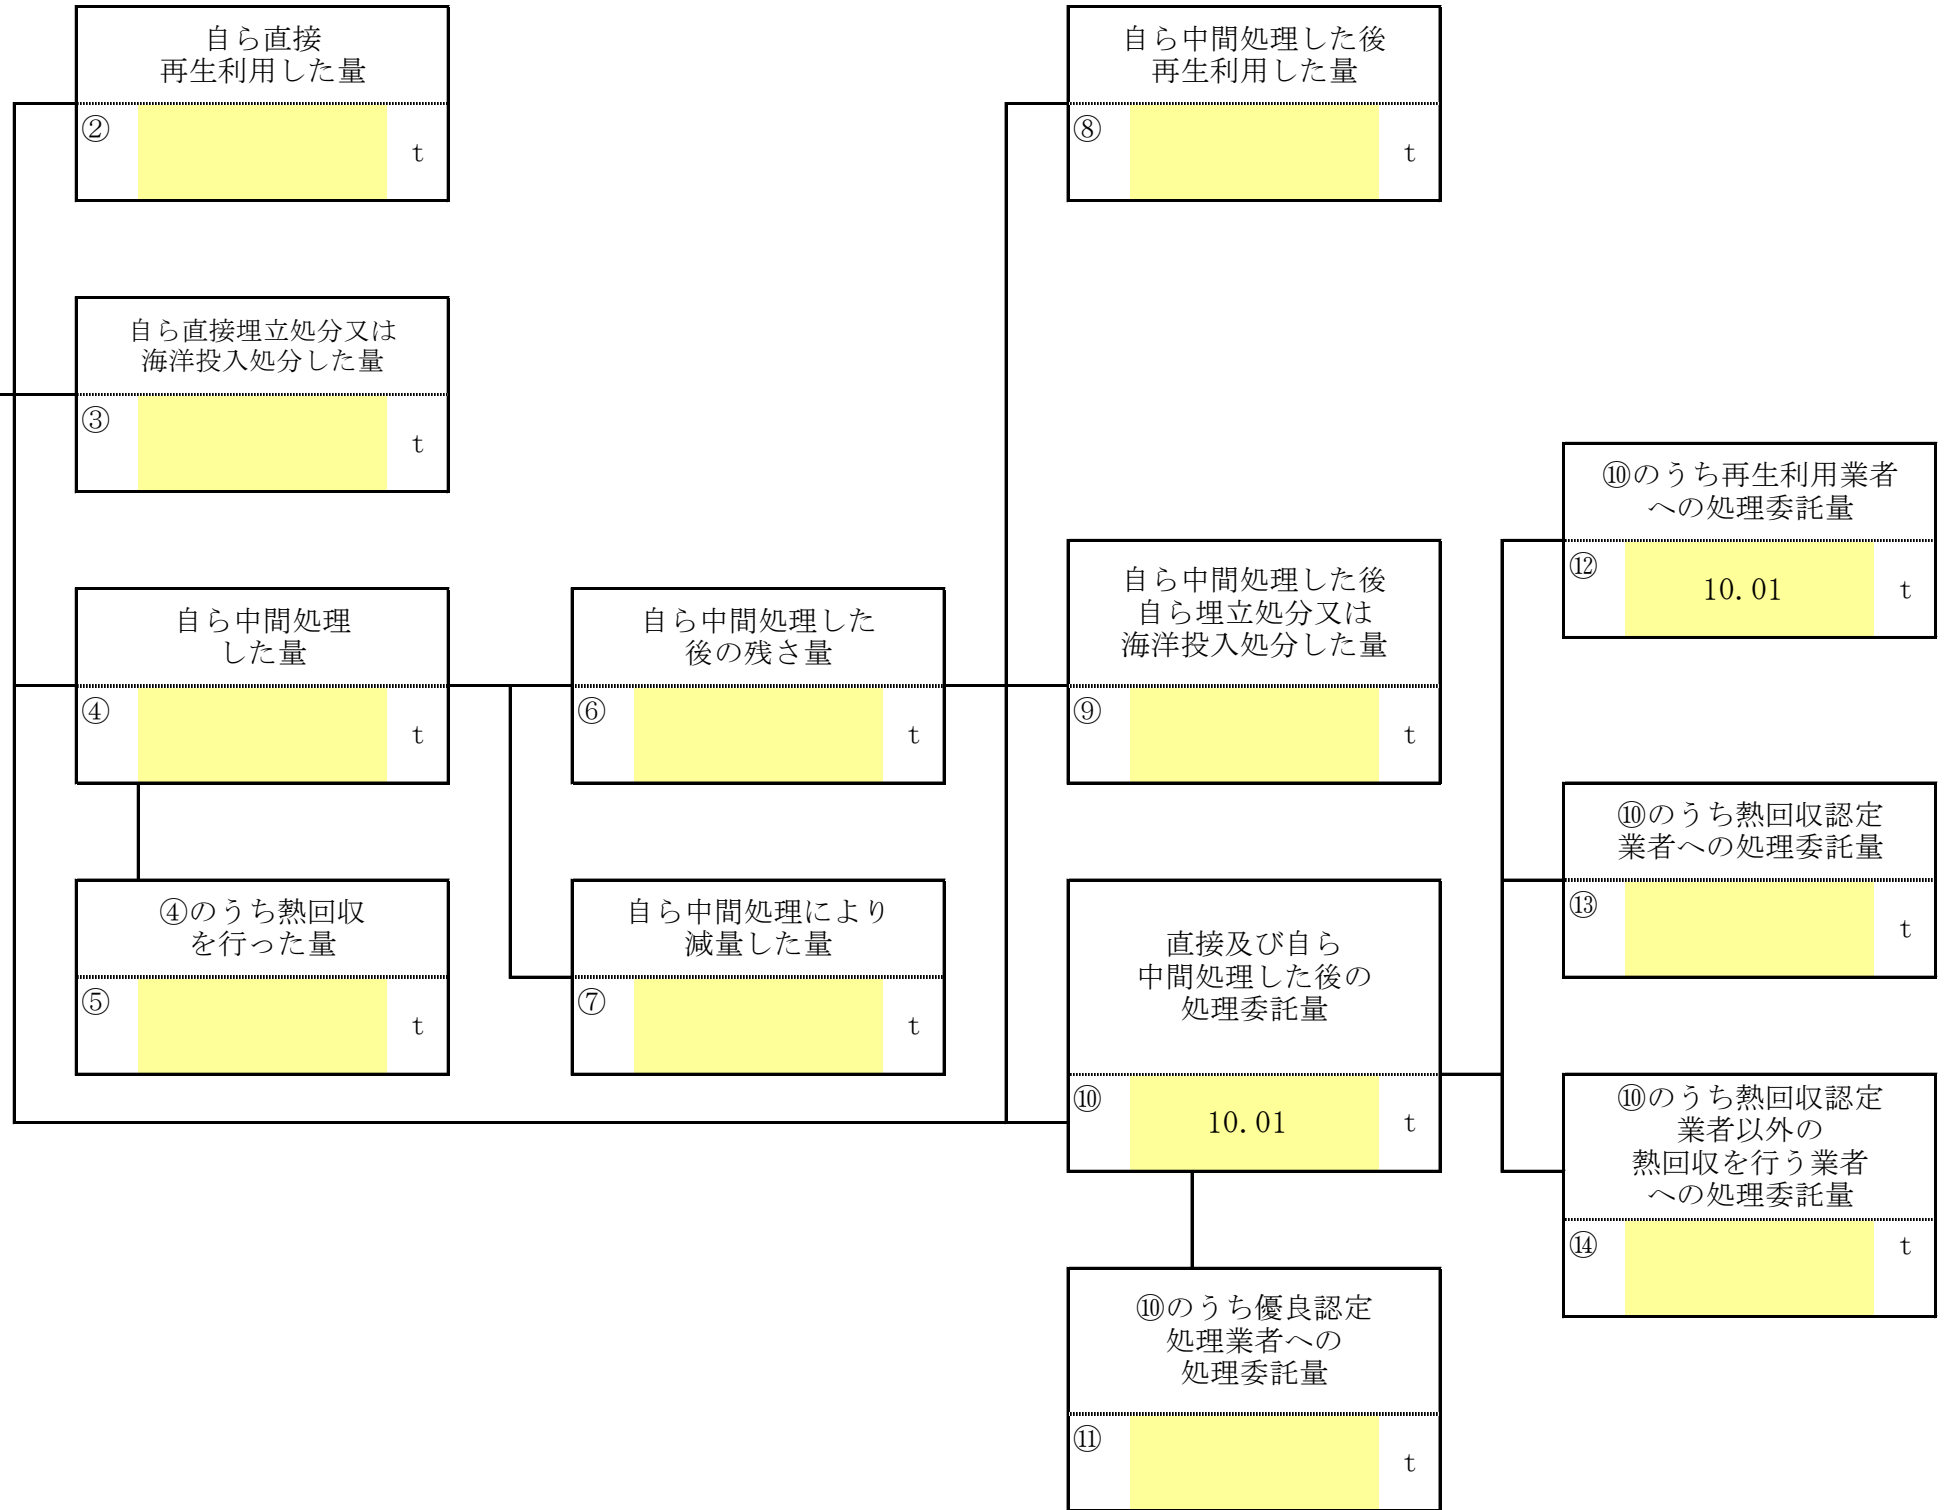 自ら直接
再生利用した量
②
t
自ら中間処理した後
再生利用した量
⑧
t
自ら直接埋立処分又は
海洋投入処分した量
③
t
⑩のうち再生利用業者
への処理委託量
⑫
10.01
t
自ら中間処理
した量
④
t
自ら中間処理した
後の残さ量
⑥
t
自ら中間処理した後
自ら埋立処分又は
海洋投入処分した量
⑨
t
⑩のうち熱回収認定
業者への処理委託量
⑬
t
④のうち熱回収
を行った量
⑤
t
自ら中間処理により
減量した量
⑦
t
直接及び自ら
中間処理した後の
処理委託量
⑩
10.01
t
⑩のうち熱回収認定
業者以外の
熱回収を行う業者
への処理委託量
⑭
t
⑩のうち優良認定
処理業者への
処理委託量
⑪
t